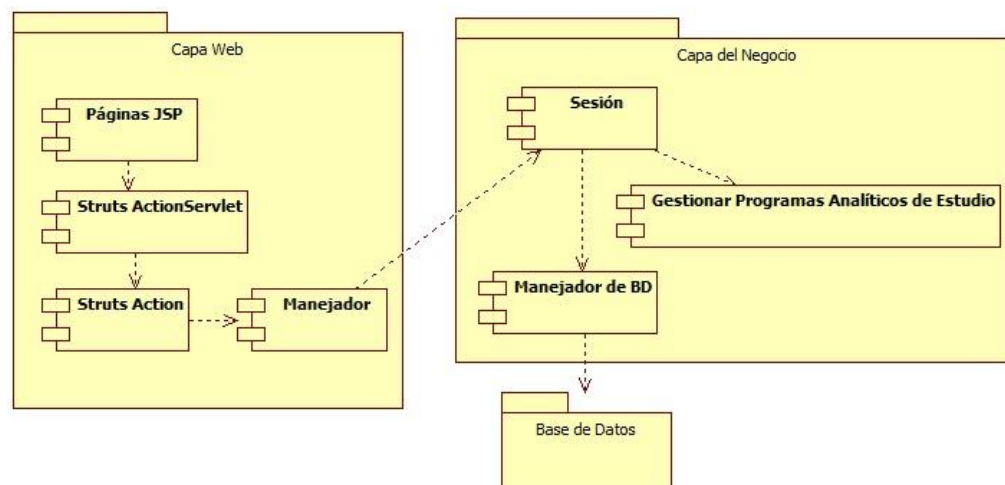 Capa Web
Páginas JSP
Struts ActionServlet
Struts Action
Manejador
Capa del Negocio
Sesión
Gestionar Programas Analíticos de Estudio
Manejador de BD
Base de Datos